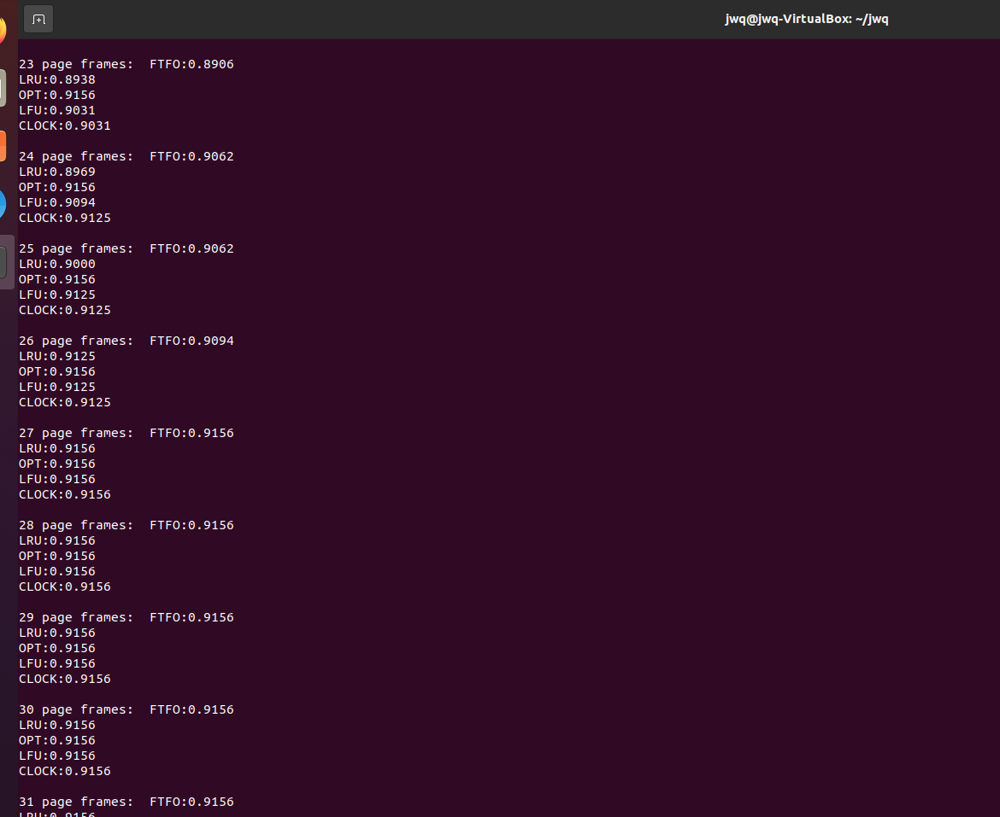 jwq@jwq-VirtualBox: ~/jwq
23 page frames:  FTFO:0.8906
LRU:0.8938
OPT:0.9156
LFU:0.9031
CLOCK:0.9031
24 page frames:  FTFO:0.9062
LRU:0.8969
OPT:0.9156
LFU:0.9094
CLOCK:0.9125
25 page frames:  FTFO:0.9062
LRU:0.9000
OPT:0.9156
LFU:0.9125
CLOCK:0.9125
26 page frames:  FTFO:0.9094
LRU:0.9125
OPT:0.9156
LFU:0.9125
CLOCK:0.9125
27 page frames:  FTFO:0.9156
LRU:0.9156
OPT:0.9156
LFU:0.9156
CLOCK:0.9156
28 page frames:  FTFO:0.9156
LRU:0.9156
OPT:0.9156
LFU:0.9156
CLOCK:0.9156
29 page frames:  FTFO:0.9156
LRU:0.9156
OPT:0.9156
LFU:0.9156
CLOCK:0.9156
30 page frames:  FTFO:0.9156
LRU:0.9156
OPT:0.9156
LFU:0.9156
CLOCK:0.9156
31 page frames:  FTFO:0.9156
LRU:0.9156